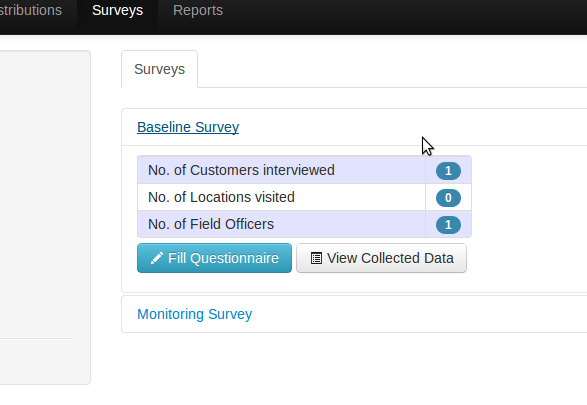 stributions Surveys Reports
Surveys
Baseline Survey
No. of Customers interviewed 1
No. of Locations visited 0
No. of Field Officers 1
Fill Questionnaire View Collected Data
Monitoring Survey